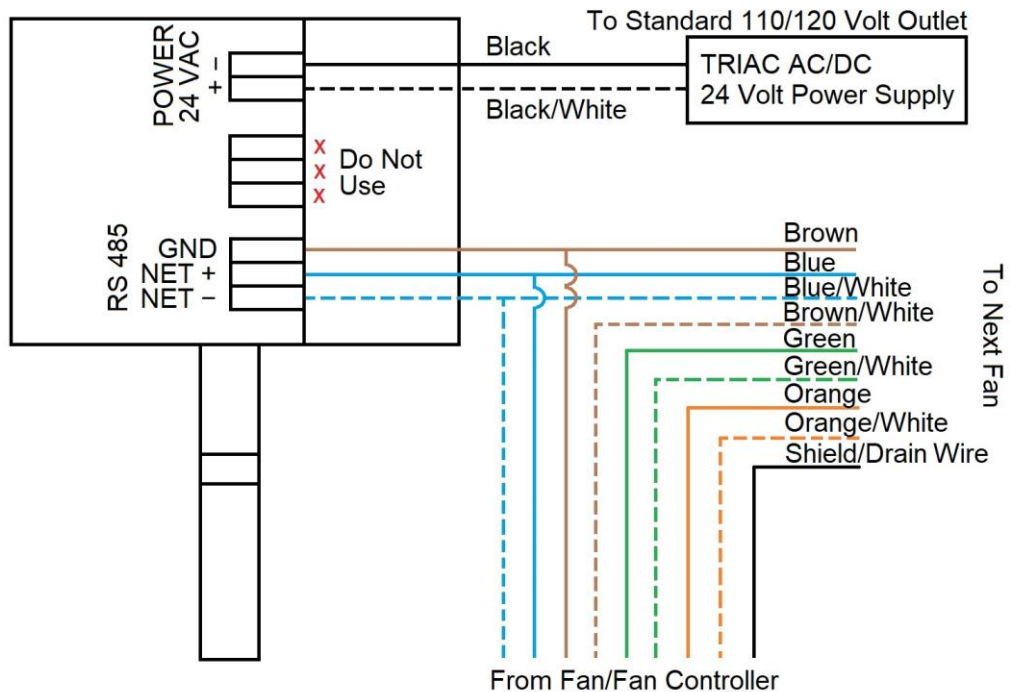 To Standard 110/120 Volt Outlet
POWER
24 VAC
−
+
Black
Black/White
TRIAC AC/DC
24 Volt Power Supply
X
X
X
Do Not
Use
RS 485
GND
NET +
NET −
Brown
Blue
Blue/White
Brown/White
Green
Green/White
Orange
Orange/White
Shield/Drain Wire
To Next Fan
From Fan/Fan Controller